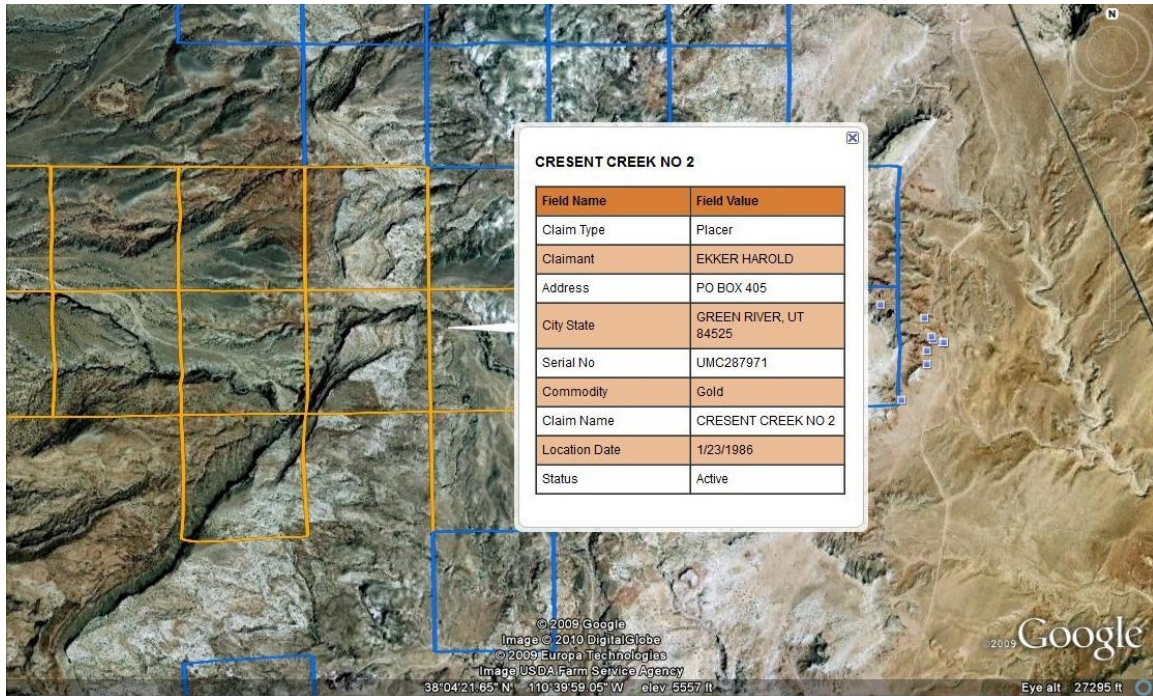 N
CRESENT CREEK NO 2
Field Name Field Value
Claim Type Placer
Claimant EKKER HAROLD
Address PO BOX 405
City State GREEN RIVER, UT
84525
Serial No UMC287971
Commodity Gold
Claim Name CRESENT CREEK NO 2
Location Date 1/23/1986
Status Active
© 2009 Google
Image © 2010 DigitalGlobe
© 2009 Europa Technologies
Image USDA Farm Service Agency
©2009 Google
38°04'21.65" N 110°39'59.05" W elev 5557 ft
Eye alt 27295 ft